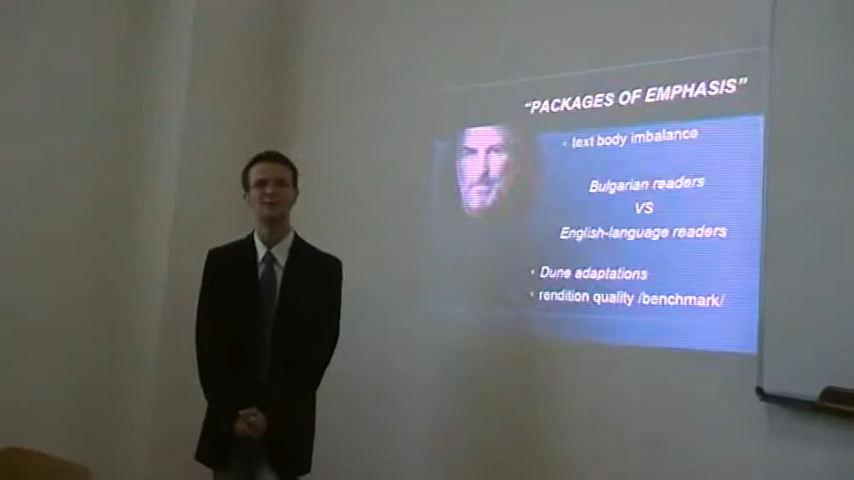 "PACKAGES OF EMPHASIS"
• text body imbalance
Bulgarian readers
VS
English-language readers
• Dune adaptations
• rendition quality /benchmark/